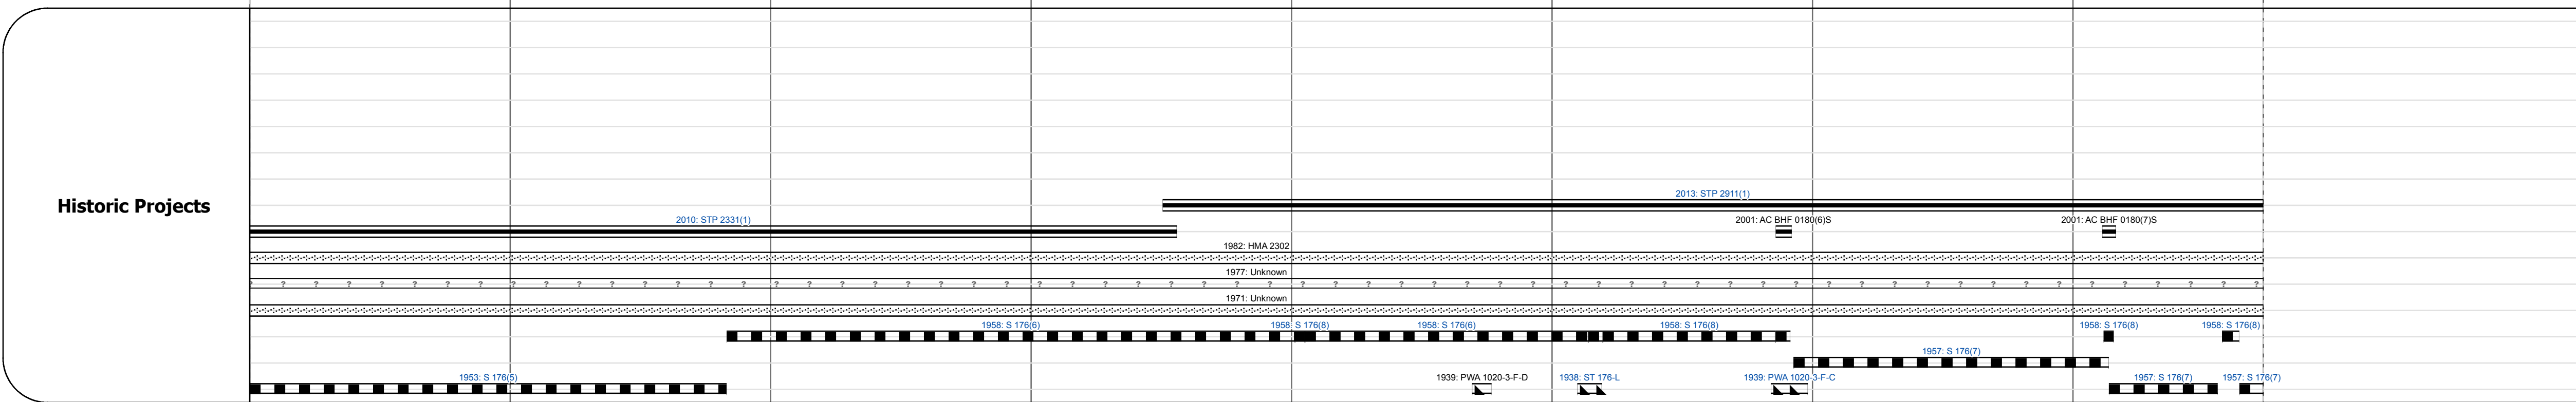 2013: STP 2911(1)
Historic Projects
2010: STP 2331(1)
2001: AC BHF 0180(6)S
2001: AC BHF 0180(7)S
1982: HMA 2302
1977: Unknown
? ? ? ? ? ? ? ? ? ? ? ? ? ? ? ? ? ? ? ? ? ? ? ? ? ? ? ? ? ? ? ? ? ? ? ? ? ? ? ? ? ? ? ? ? ? ? ? ? ? ? ? ? ? ? ? ? ? ? ? ? ?
1971: Unknown
1958: S 176(6)
1958: S 176(8)
1958: S 176(6)
1958: S 176(8)
1958: S 176(8)
1958: S 176(8)
1957: S 176(7)
1953: S 176(5)
1939: PWA 1020-3-F-D
1938: ST 176-L
1939: PWA 1020-3-F-C
1957: S 176(7)
1957: S 176(7)